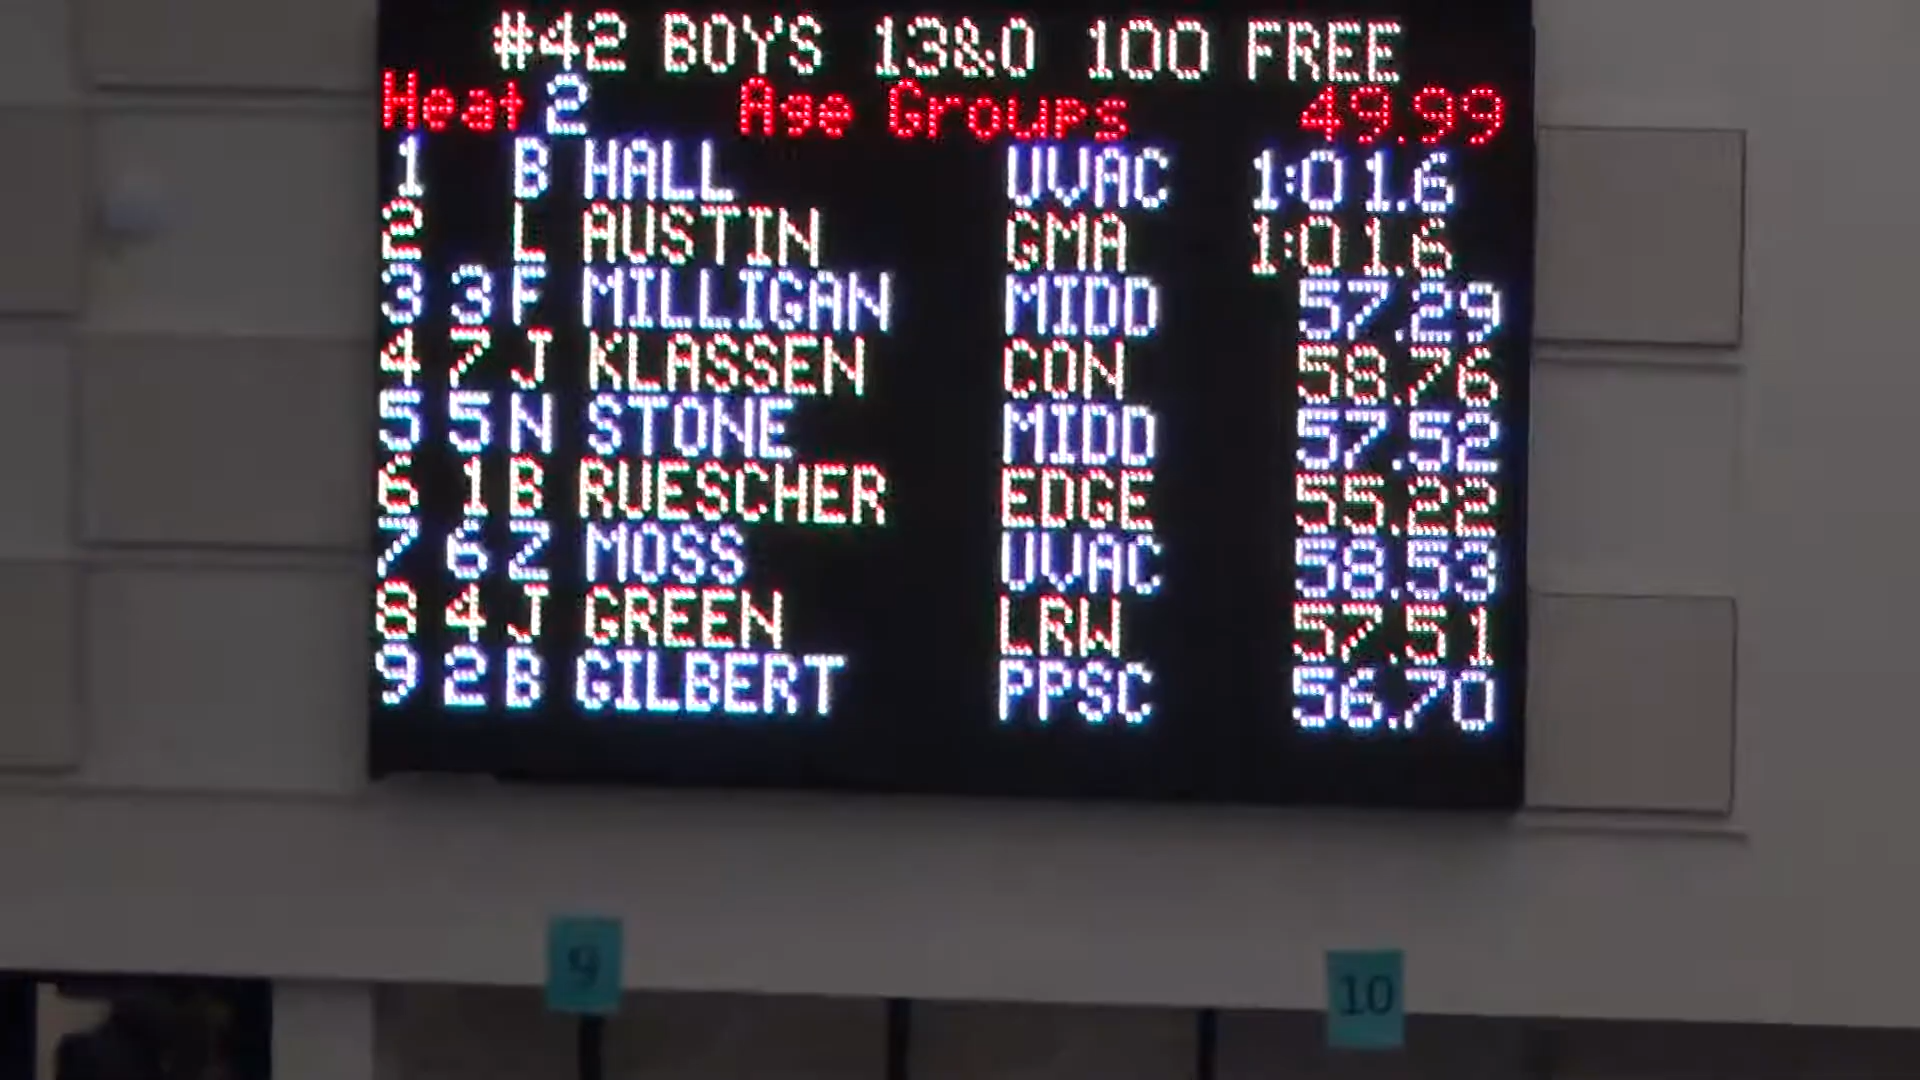 #42 BOYS 13&O 100 FREE
Heat 2 Age Groups 49.99
1 B HALL UVAC 1:01.6
2 L AUSTIN GMA 1:01.6
3 3 F MILLIGAN MIDD 57.29
4 7 J KLASSEN CON 58.76
5 5 N STONE MIDD 57.52
6 1 B RUESCHER EDGE 55.22
7 6 Z MOSS UVAC 58.53
8 4 J GREEN LRW 57.51
9 2 B GILBERT PPSC 56.70
9
10